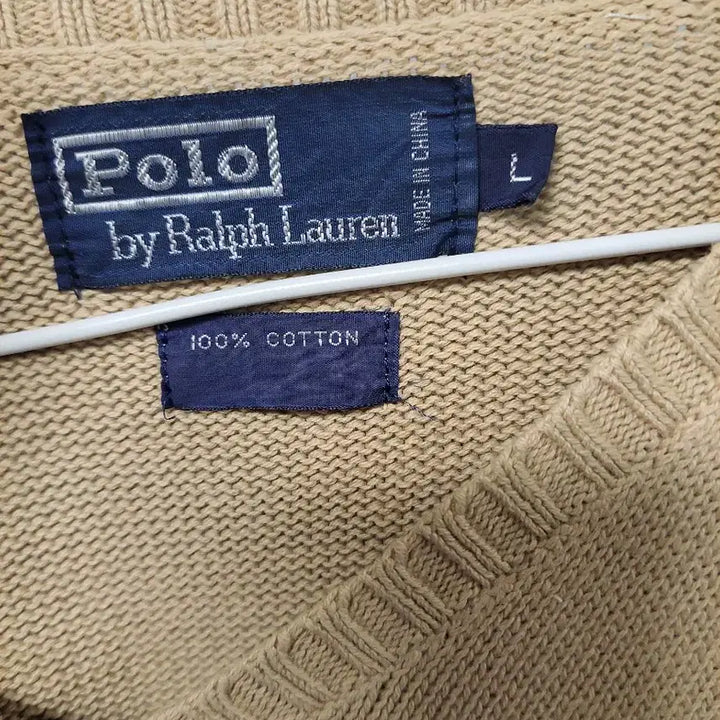 Polo
by Ralph Lauren
MADE IN CHINA
L
100% COTTON